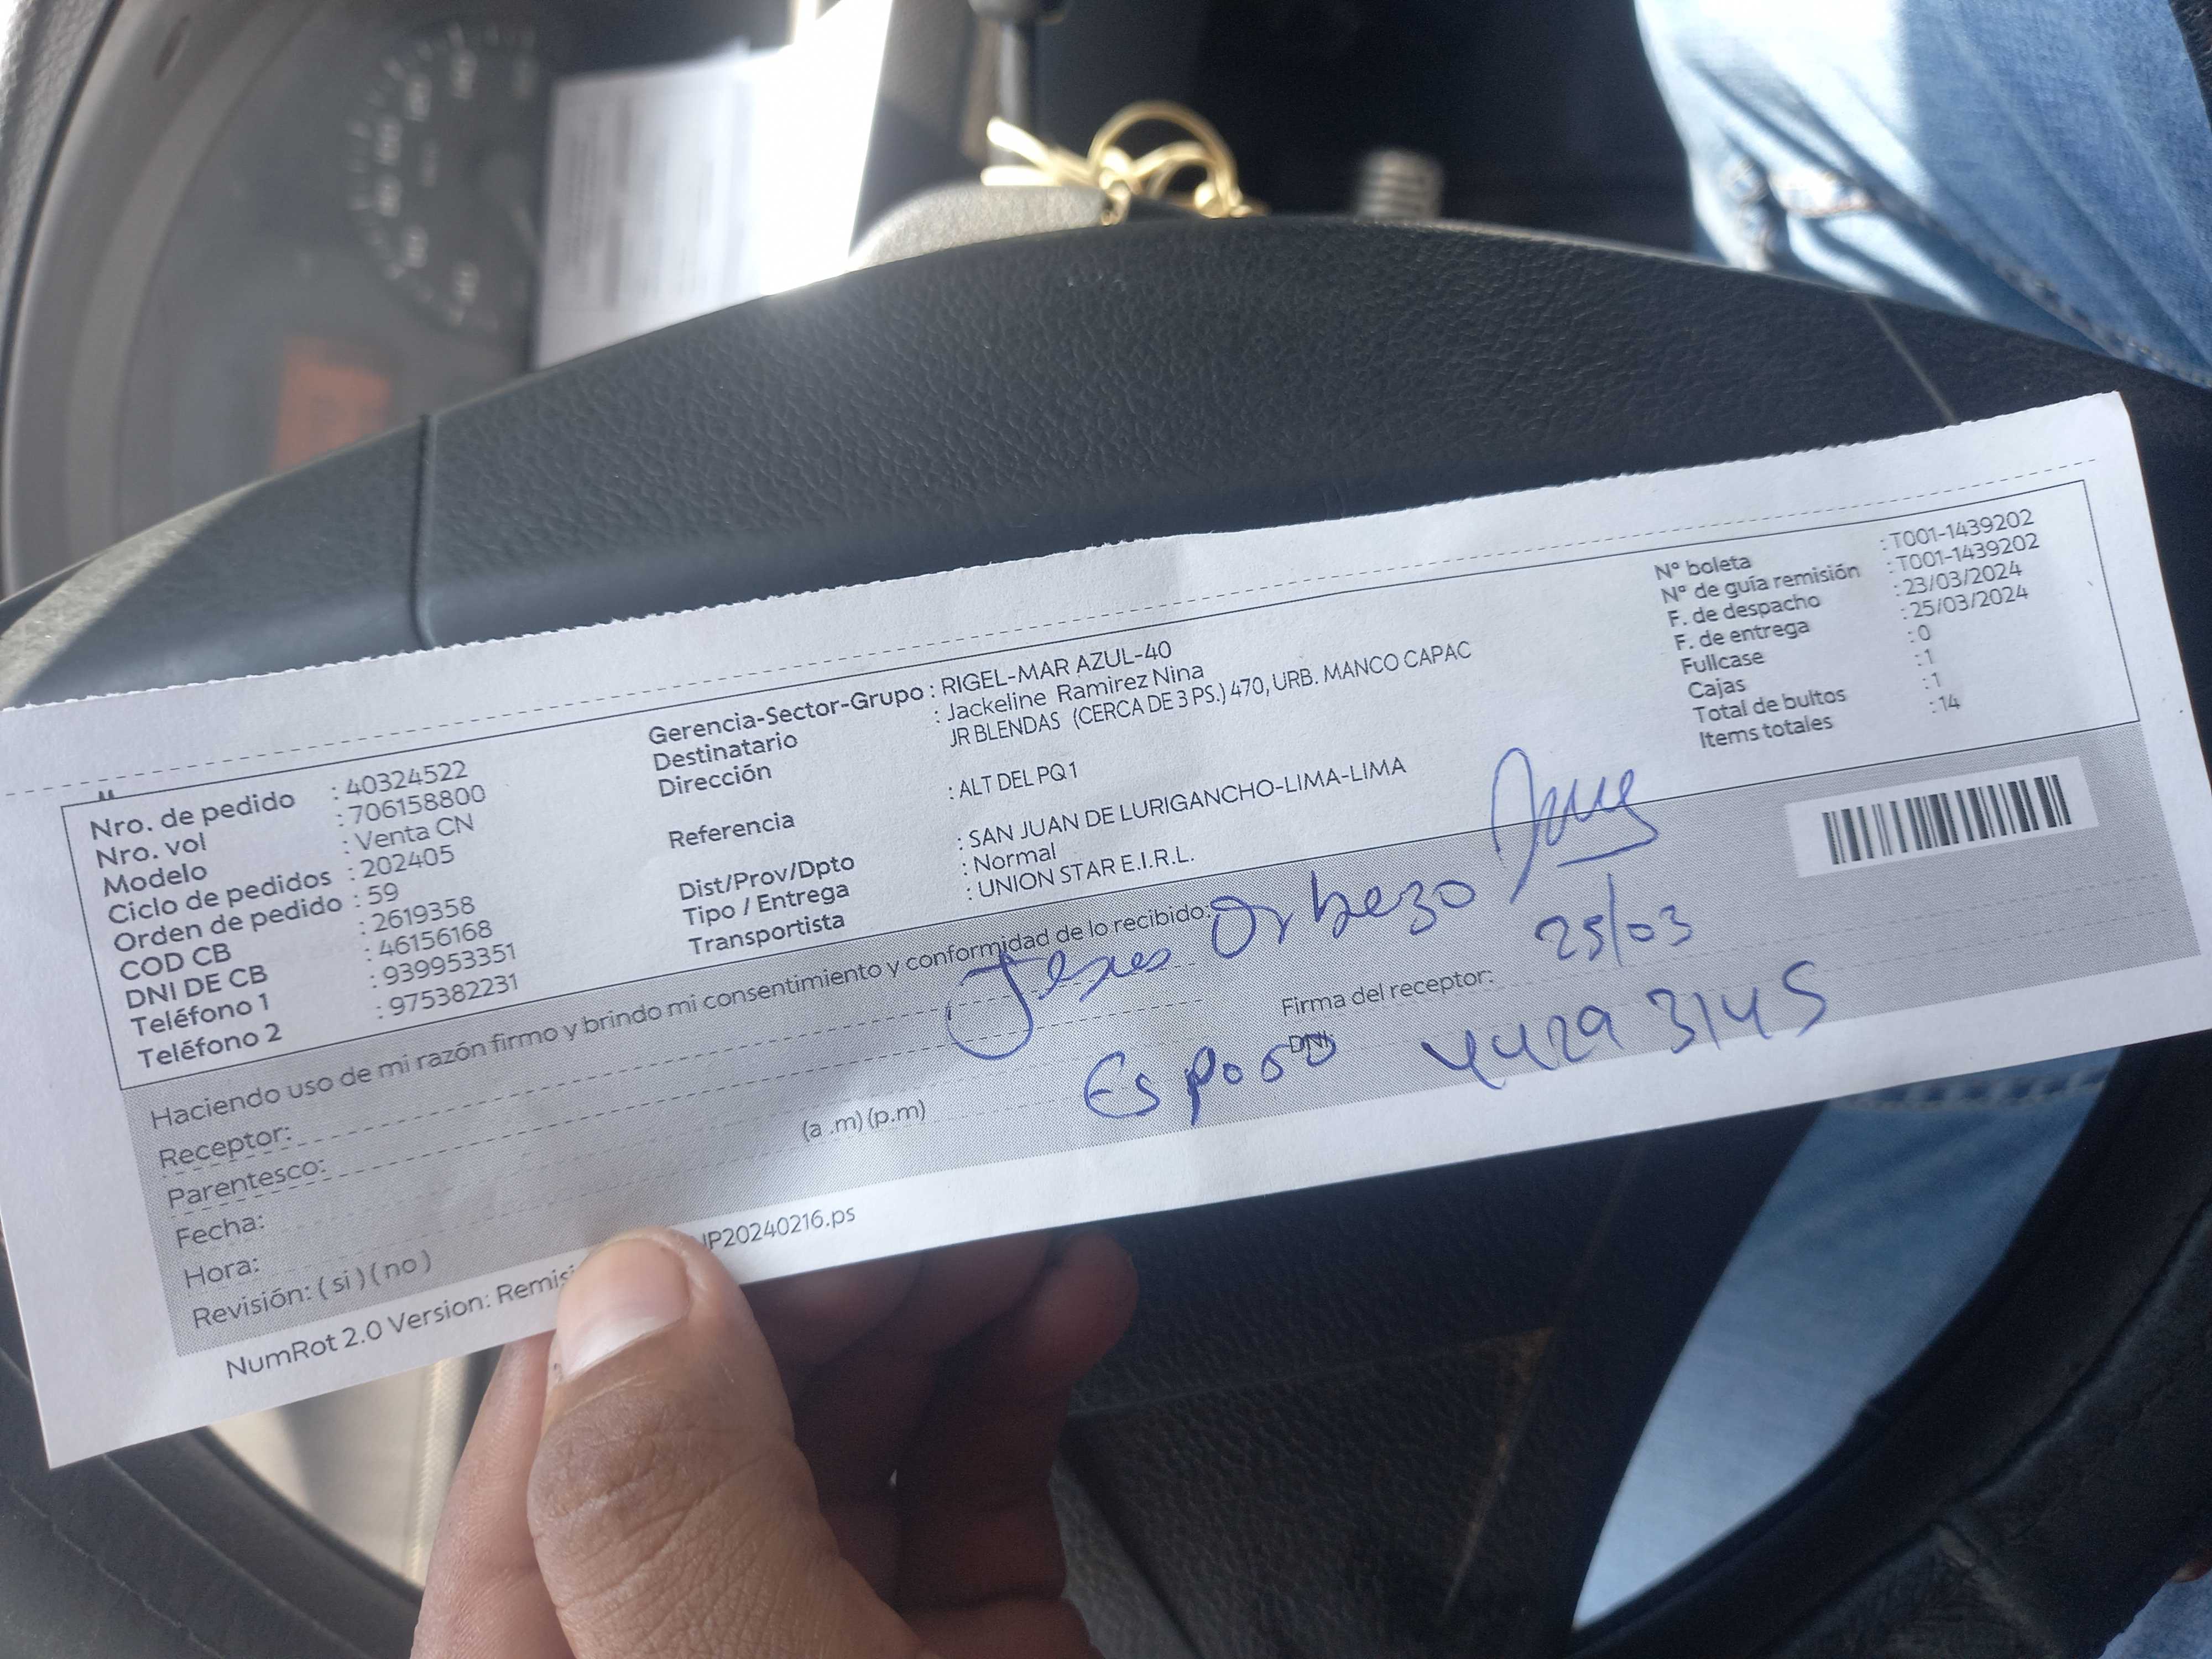 Nro. de pedido : 40324522
Nro. vol : 706158800
Modelo : Venta CN
Ciclo de pedidos : 202405
Orden de pedido : 59
COD CB : 2619358
DNI DE CB : 46156168
Teléfono 1 : 939953351
Teléfono 2 : 975382231
Gerencia-Sector-Grupo : RIGEL-MAR AZUL-40
Destinatario : Jackeline Ramirez Nina
Dirección JR BLENDAS (CERCA DE 3 PS.) 470, URB. MANCO CAPAC
Referencia : ALT DEL PQ 1
Dist/Prov/Dpto : SAN JUAN DE LURIGANCHO-LIMA-LIMA
Tipo / Entrega : Normal
Transportista : UNION STAR E.I.R.L.
N° boleta : T001-1439202
N° de guía remisión : T001-1439202
F. de despacho : 23/03/2024
F. de entrega : 25/03/2024
Fullcase : 0
Cajas : 1
Total de bultos : 1
Items totales : 14
Haciendo uso de mi razón firmo y brindo mi consentimiento y conformidad de lo recibido:
Jesus Orbezo
25/03
Receptor:
Firma del receptor:
Parentesco:
DNI:
Esposo 44293145
Fecha:
Hora: (a .m) (p.m)
Revisión: ( si ) ( no )
NumRot 2.0 Version: IP20240216.ps